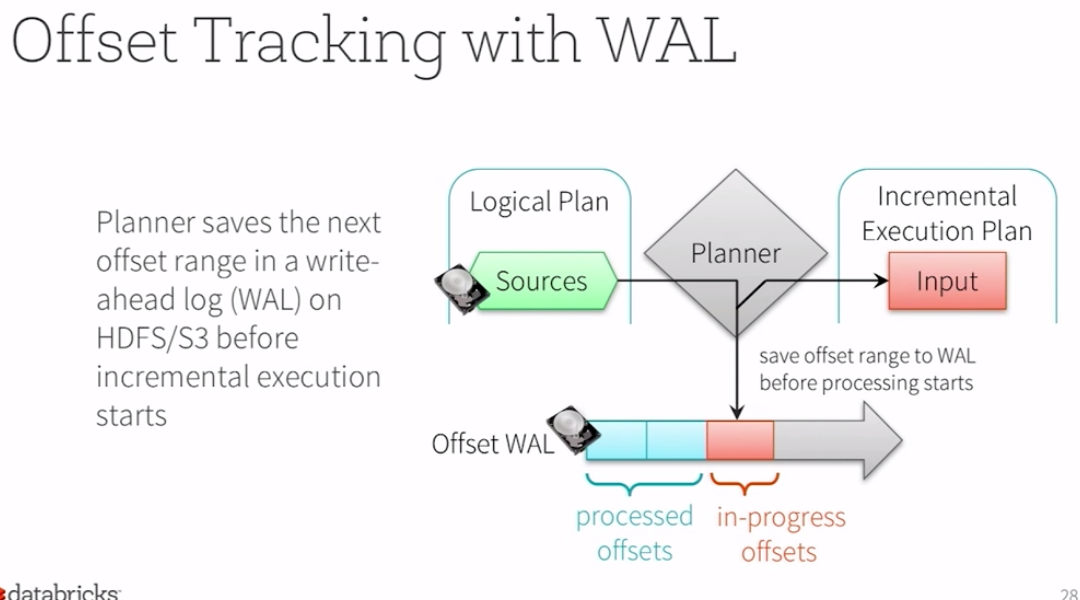 Offset Tracking with WAL
Planner saves the next
offset range in a write-
ahead log (WAL) on
HDFS/S3 before
incremental execution
starts
Logical Plan
Sources
Planner
Incremental
Execution Plan
Input
save offset range to WAL
before processing starts
Offset WAL
processed
offsets
in-progress
offsets
databricks
28